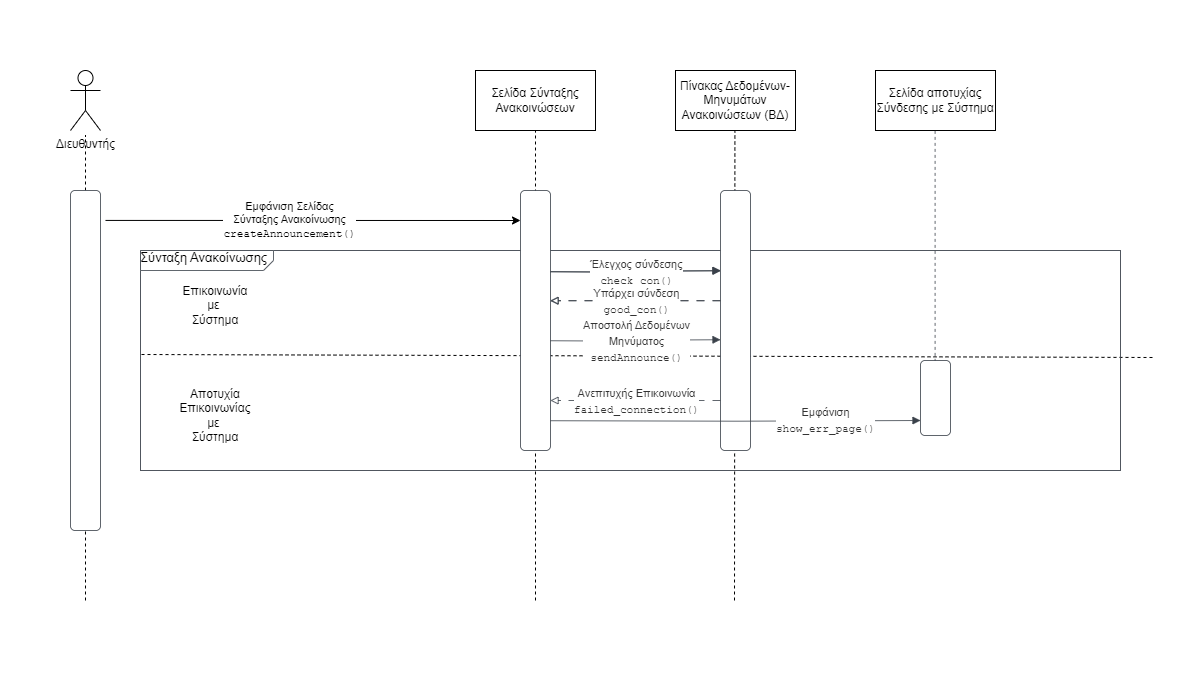 Διευθυντής
Σελίδα Σύνταξης
Ανακοινώσεων
Πίνακας Δεδομένων-
Μηνυμάτων
Ανακοινώσεων (ΒΔ)
Σελίδα αποτυχίας
Σύνδεσης με Σύστημα
Εμφάνιση Σελίδας
Σύνταξης Ανακοίνωσης
createAnnouncement()
Σύνταξη Ανακοίνωσης
Επικοινωνία
με
Σύστημα
Έλεγχος σύνδεσης
check_con()
Υπάρχει σύνδεση
good_con()
Αποστολή Δεδομένων
Μηνύματος
sendAnnounce()
Αποτυχία
Επικοινωνίας
με
Σύστημα
Ανεπιτυχής Επικοινωνία
failed_connection()
Εμφάνιση
show_err_page()